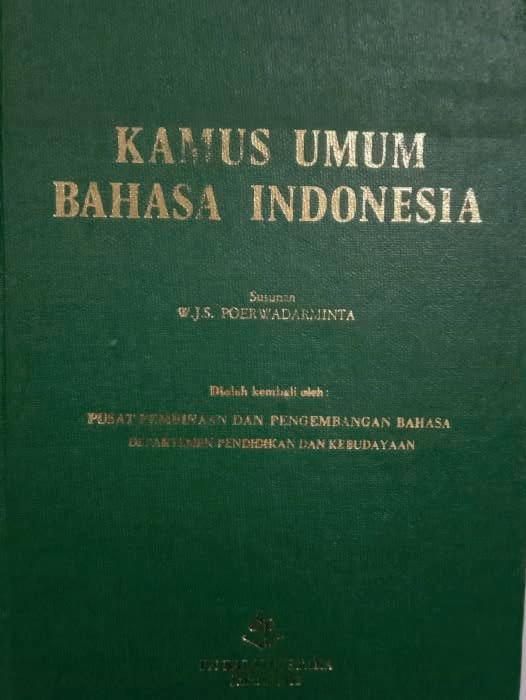 KAMUS UMUM
BAHASA INDONESIA
Susunan
W.J.S. POERWADARMINTA
Diolah kembali oleh :
PUSAT PEMBINAAN DAN PENGEMBANGAN BAHASA
DEPARTEMEN PENDIDIKAN DAN KEBUDAYAAN